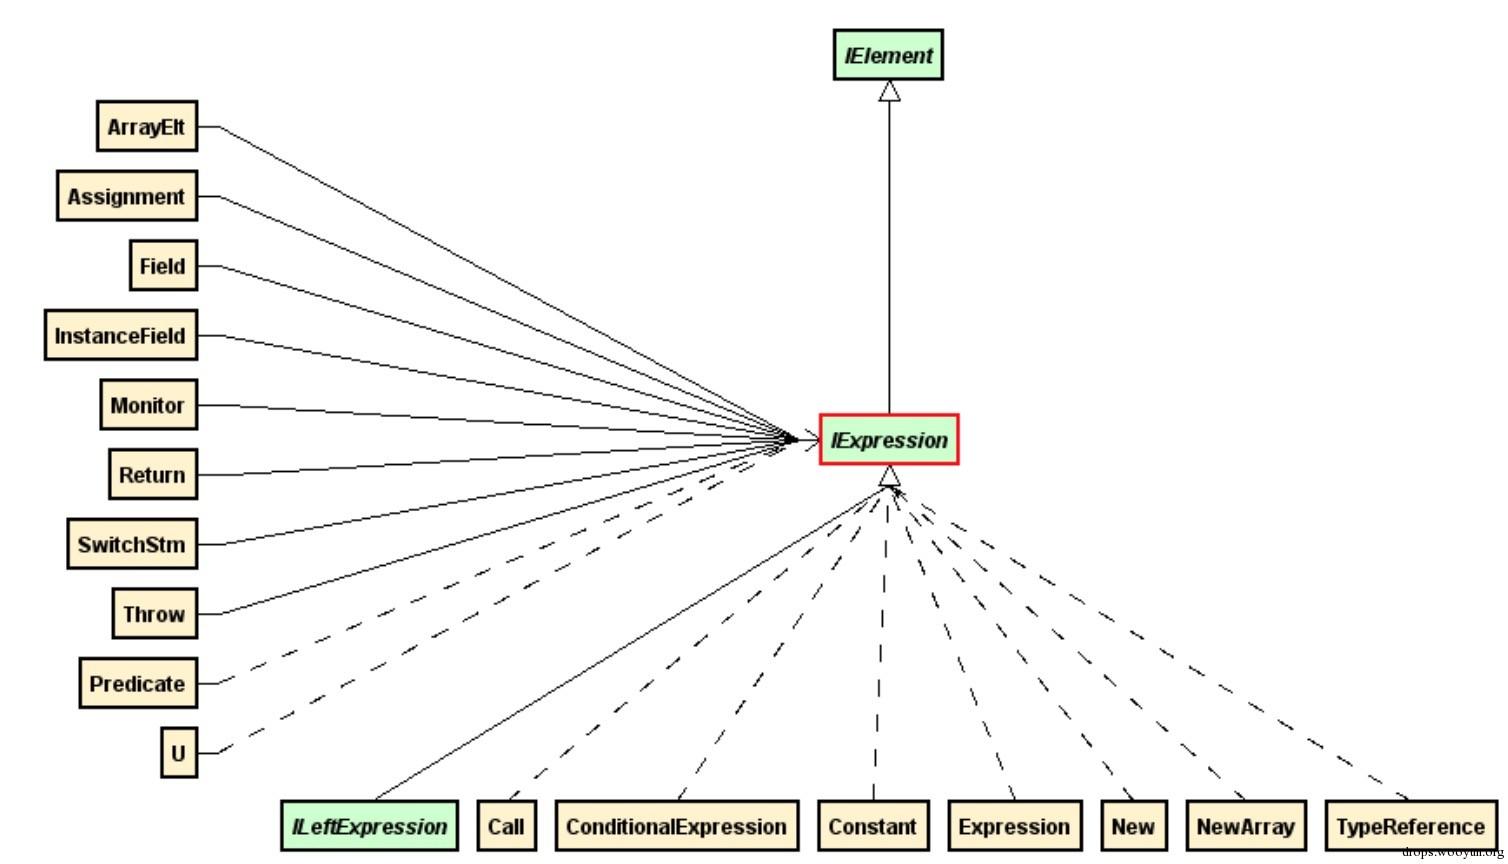 IElement
ArrayElt
Assignment
Field
InstanceField
Monitor
IExpression
Return
SwitchStm
Throw
Predicate
U
ILeftExpression
Call
ConditionalExpression
Constant
Expression
New
NewArray
TypeReference
drops.wooyun.org